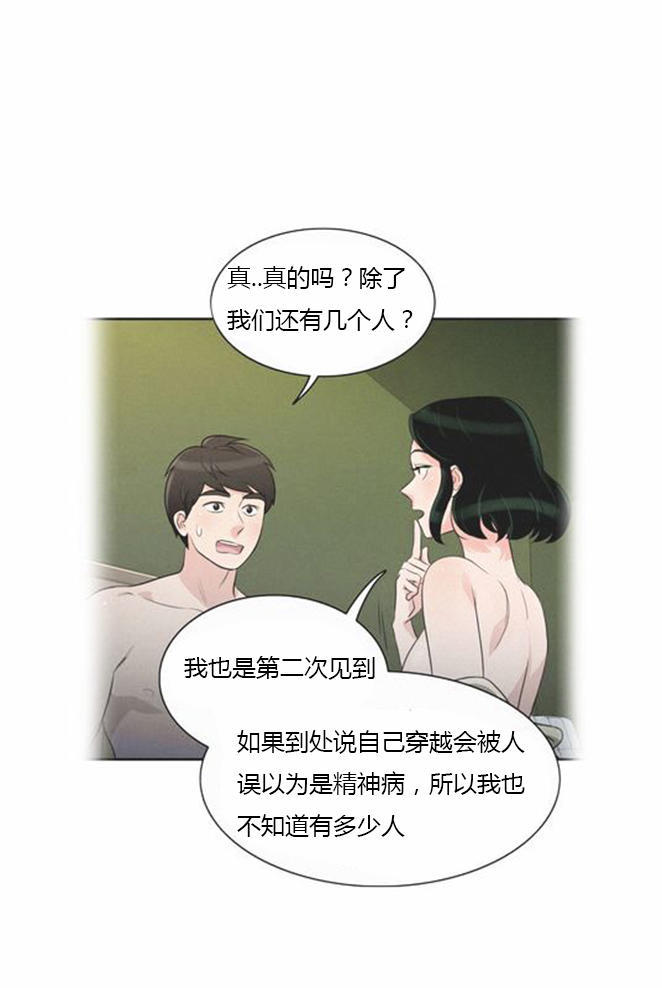 真..真的吗？除了
我们还有几个人？
我也是第二次见到
如果到处说自己穿越会被人
误以为是精神病，所以我也
不知道有多少人